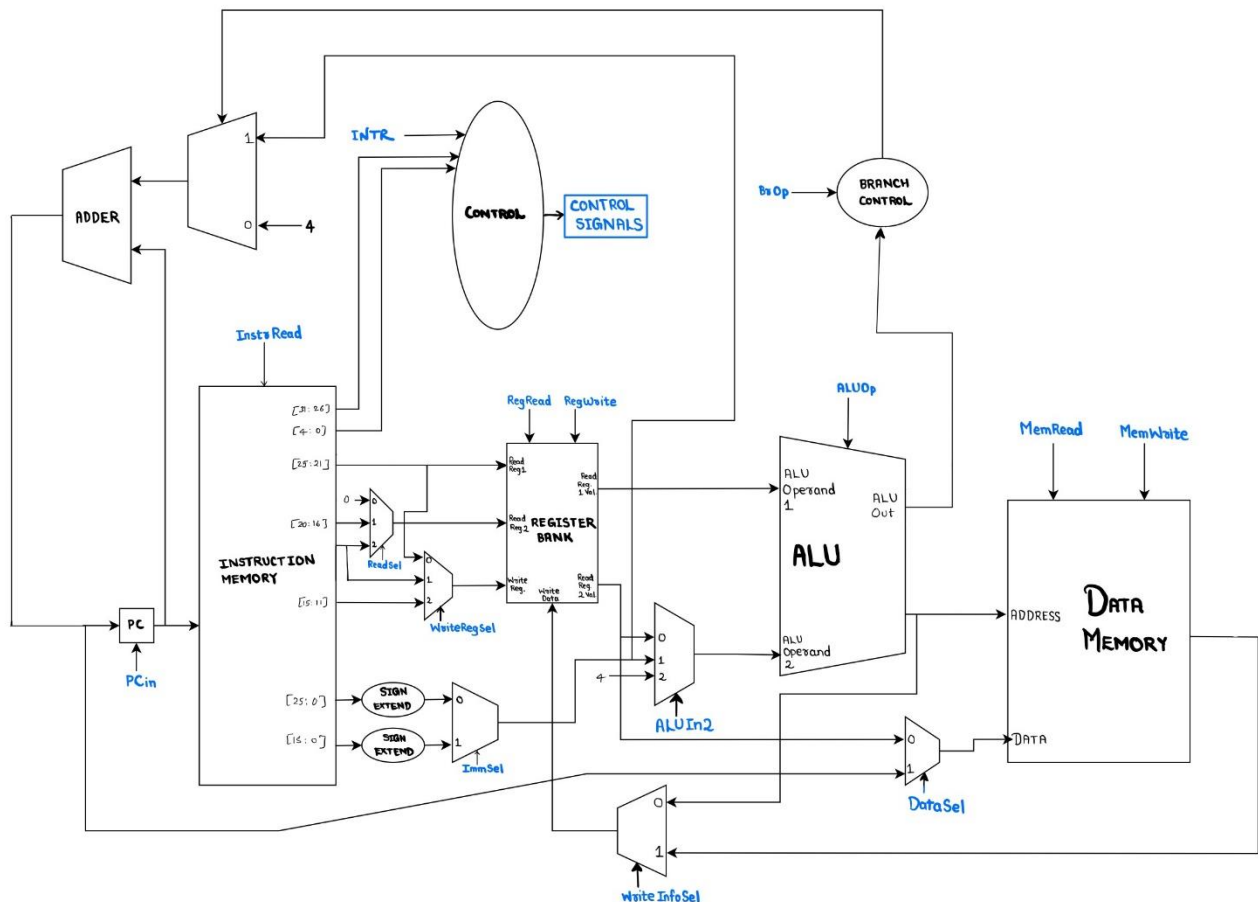 1
INTR
BrOp
BRANCH
CONTROL
ADDER
CONTROL
CONTROL
SIGNALS
0
4
InstrRead
[31:26]
[4:0]
[25:21]
0
0
[20:16]
1
2
ReadSel
INSTRUCTION
MEMORY
0
1
[15:11]
2
WriteRegSel
RegRead
RegWrite
Read
Reg1
Read
Reg.
1 Val
Read
Reg2
REGISTER
BANK
Write
Reg.
Write
Data
Read
Reg.
2 Val
ALUOp
ALU
Operand
1
ALU
Out
ALU
ALU
Operand
2
MemRead
MemWrite
ADDRESS
DATA
MEMORY
DATA
PC
PCin
[25:0]
SIGN
EXTEND
0
[15:0]
SIGN
EXTEND
1
ImmSel
0
1
4
2
ALUIn2
0
1
DataSel
0
1
WriteInfoSel